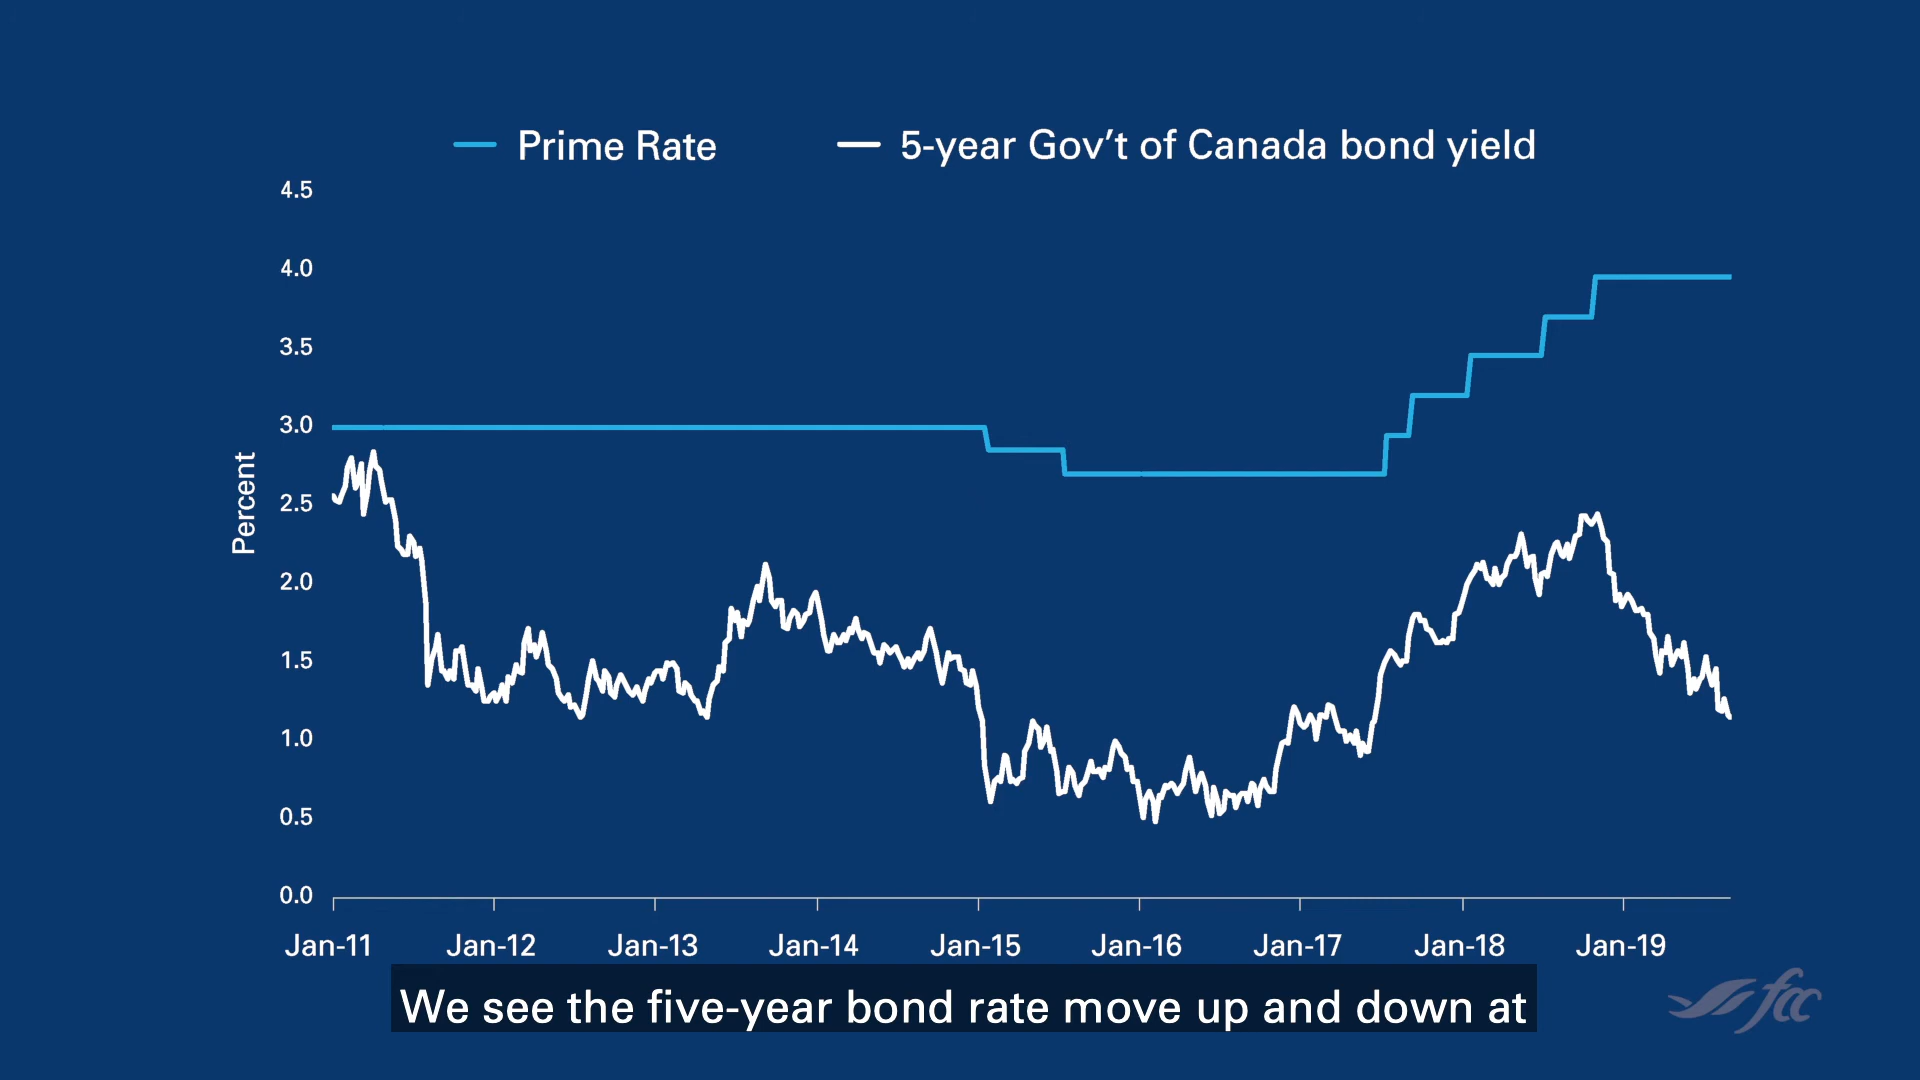 Prime Rate
5-year Gov't of Canada bond yield
4.5
4.0
3.5
3.0
2.5
2.0
1.5
1.0
0.5
0.0
Percent
Jan-11 Jan-12 Jan-13 Jan-14 Jan-15 Jan-16 Jan-17 Jan-18 Jan-19
We see the five-year bond rate move up and down at
fcc